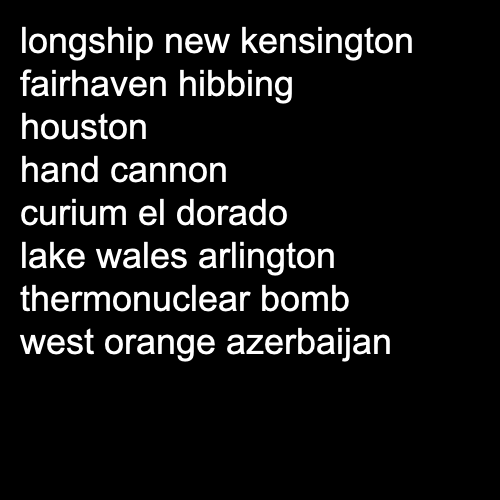 longship new kensington
fairhaven hibbing
houston
hand cannon
curium el dorado
lake wales arlington
thermonuclear bomb
west orange azerbaijan